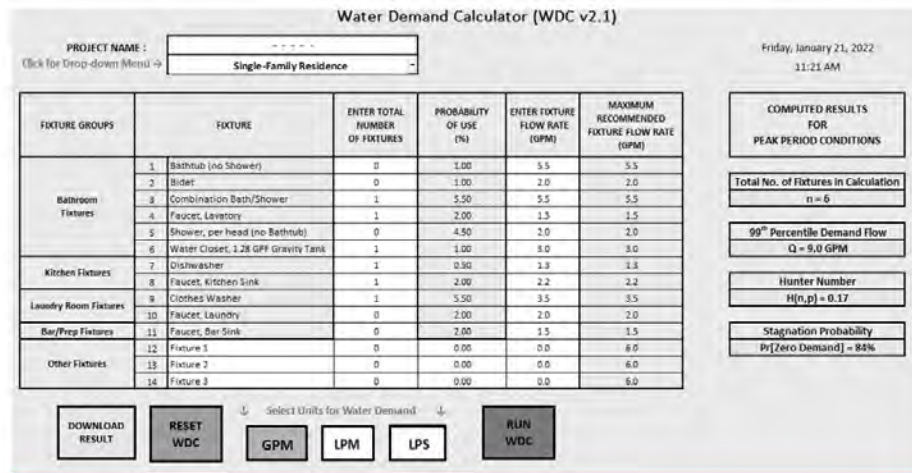 Water Demand Calculator (WDC v2.1)
PROJECT NAME : - - - - -
Click for Drop-down Menu → Single-Family Residence
Friday, January 21, 2022
11:21 AM
FIXTURE GROUPS FIXTURE ENTER TOTAL NUMBER OF FIXTURES PROBABILITY OF USE (%) ENTER FIXTURE FLOW RATE (GPM) MAXIMUM RECOMMENDED FIXTURE FLOW RATE (GPM)
Bathroom Fixtures
1 Bathtub (no Shower) 0 1.00 5.5 5.5
2 Bidet 0 1.00 2.0 2.0
3 Combination Bath/Shower 1 5.50 5.5 5.5
4 Faucet, Lavatory 1 2.00 1.5 1.5
5 Shower, per head (no Bathtub) 0 4.50 2.0 2.0
6 Water Closet, 1.28 GPF Gravity Tank 1 1.00 3.0 3.0
Kitchen Fixtures
7 Dishwasher 1 0.50 1.3 1.3
8 Faucet, Kitchen Sink 1 2.00 2.2 2.2
Laundry Room Fixtures
9 Clothes Washer 1 5.50 3.5 3.5
10 Faucet, Laundry 0 2.00 2.0 2.0
Bar/Prep Fixtures
11 Faucet, Bar Sink 0 2.00 1.5 1.5
Other Fixtures
12 Fixture 1 0 0.00 0.0 6.0
13 Fixture 2 0 0.00 0.0 6.0
14 Fixture 3 0 0.00 0.0 6.0
COMPUTED RESULTS
FOR
PEAK PERIOD CONDITIONS
Total No. of Fixtures in Calculation
n = 6
99th Percentile Demand Flow
Q = 9.0 GPM
Hunter Number
H(n,p) = 0.17
Stagnation Probability
Pr[Zero Demand] = 84%
DOWNLOAD
RESULT
RESET
WDC
↓ Select Units for Water Demand ↓
GPM LPM LPS
RUN
WDC